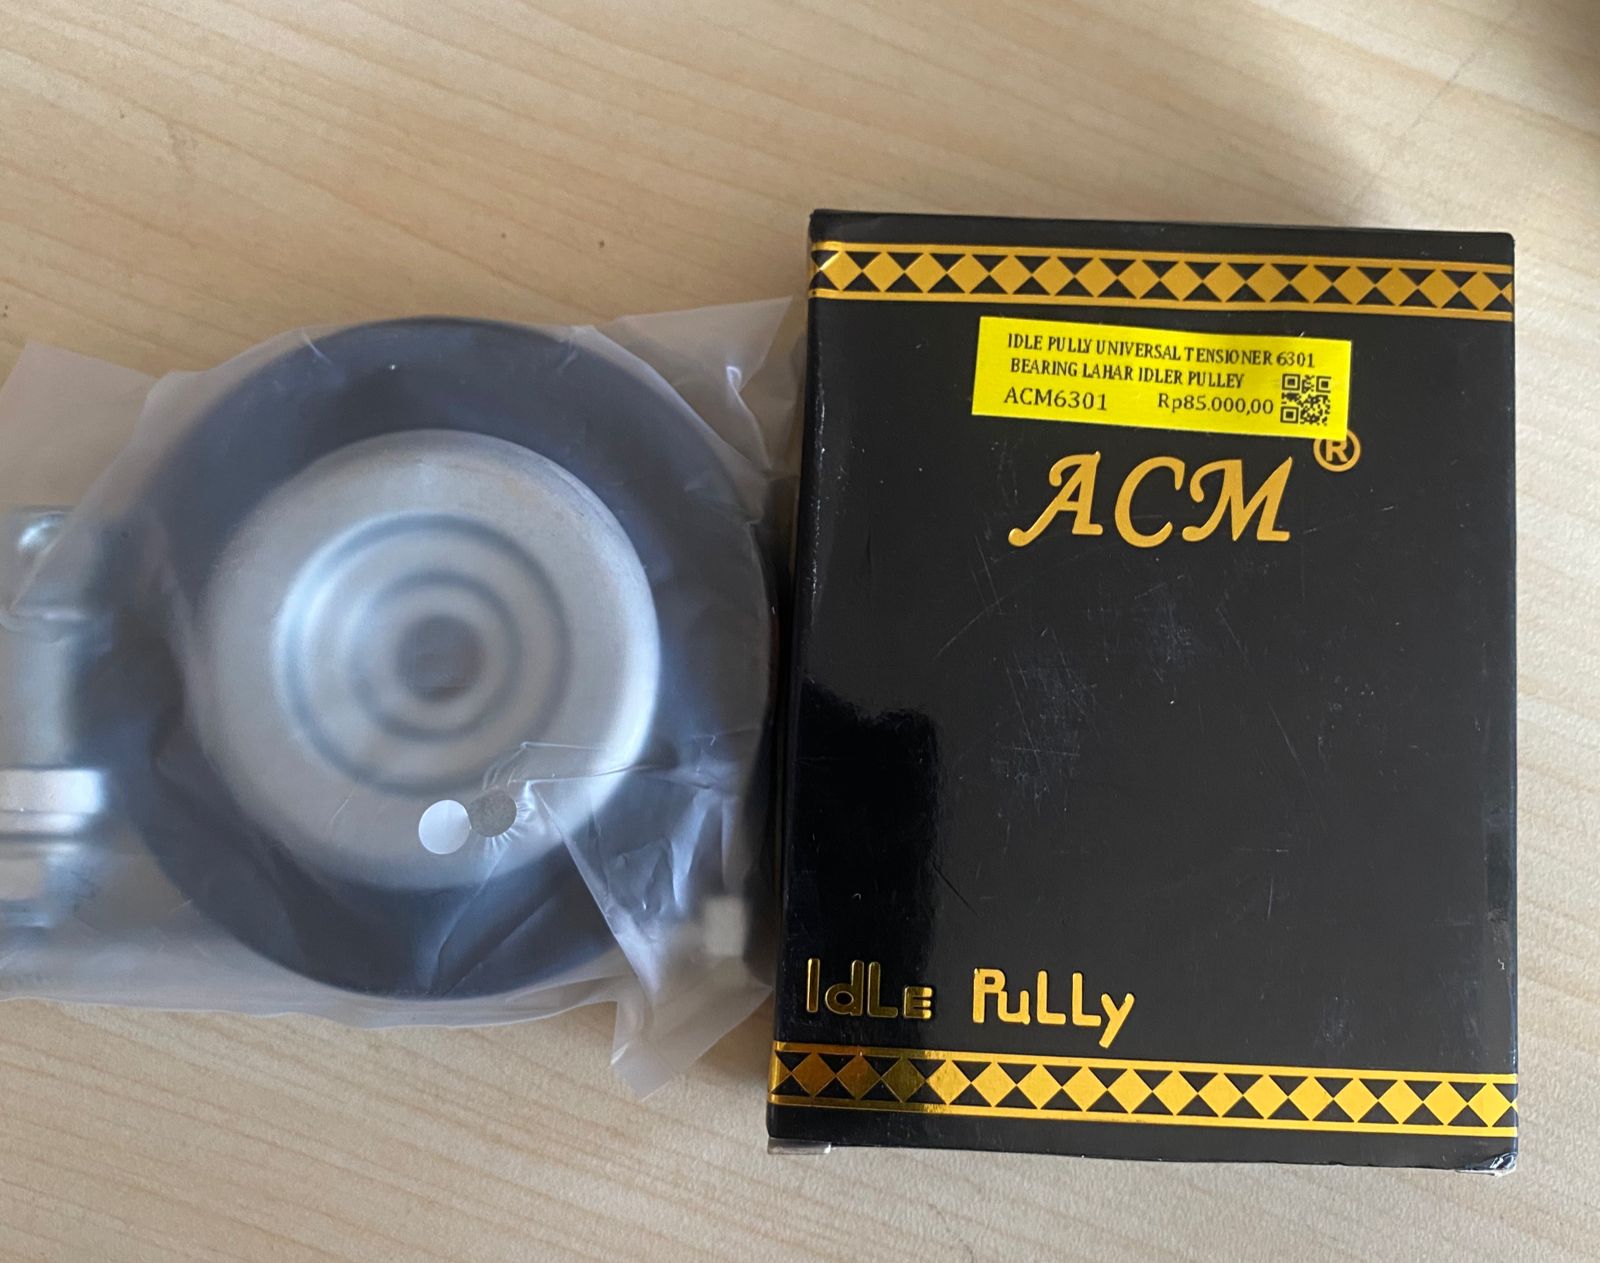 IDLE PULLY UNIVERSAL TENSIONER 6301
BEARING LAHAR IDLER PULLEY
ACM6301 Rp85.000,00
ACM®
IdLE PuLLy